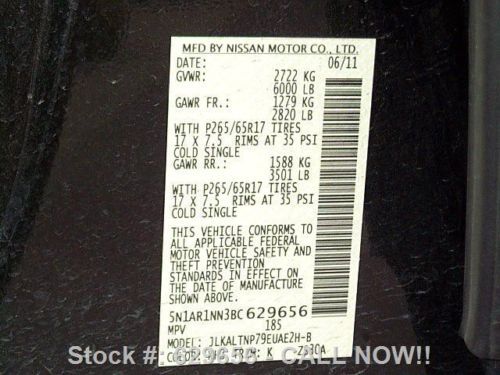 MFD BY NISSAN MOTOR CO., LTD.
DATE: 06/11
GVWR: 2722 KG
6000 LB
GAWR FR.: 1279 KG
2820 LB
WITH P265/65R17 TIRES
17 X 7.5 RIMS AT 35 PSI
COLD SINGLE
GAWR RR.: 1588 KG
3501 LB
WITH P265/65R17 TIRES
17 X 7.5 RIMS AT 35 PSI
COLD SINGLE
THIS VEHICLE CONFORMS TO
ALL APPLICABLE FEDERAL
MOTOR VEHICLE SAFETY AND
THEFT PREVENTION
STANDARDS IN EFFECT ON
THE DATE OF MANUFACTURE
SHOWN ABOVE.
5N1AR1NN3BC629656
MPV 185
MODEL: JLKALTNP79EUAE2H-B
Stock #: 629656 - CALL NOW!!